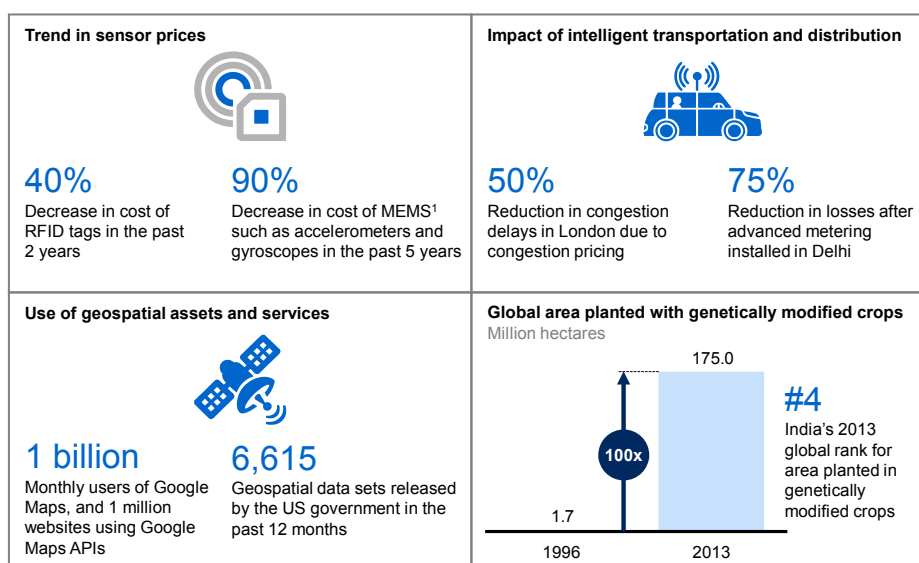 Trend in sensor prices
40%
Decrease in cost of
RFID tags in the past
2 years
90%
Decrease in cost of MEMS1
such as accelerometers and
gyroscopes in the past 5 years
Impact of intelligent transportation and distribution
50%
Reduction in congestion
delays in London due to
congestion pricing
75%
Reduction in losses after
advanced metering
installed in Delhi
Use of geospatial assets and services
1 billion
Monthly users of Google
Maps, and 1 million
websites using Google
Maps APIs
6,615
Geospatial data sets released
by the US government in the
past 12 months
Global area planted with genetically modified crops
Million hectares
175.0
100x
1.7
1996
2013
#4
India's 2013
global rank for
area planted in
genetically
modified crops